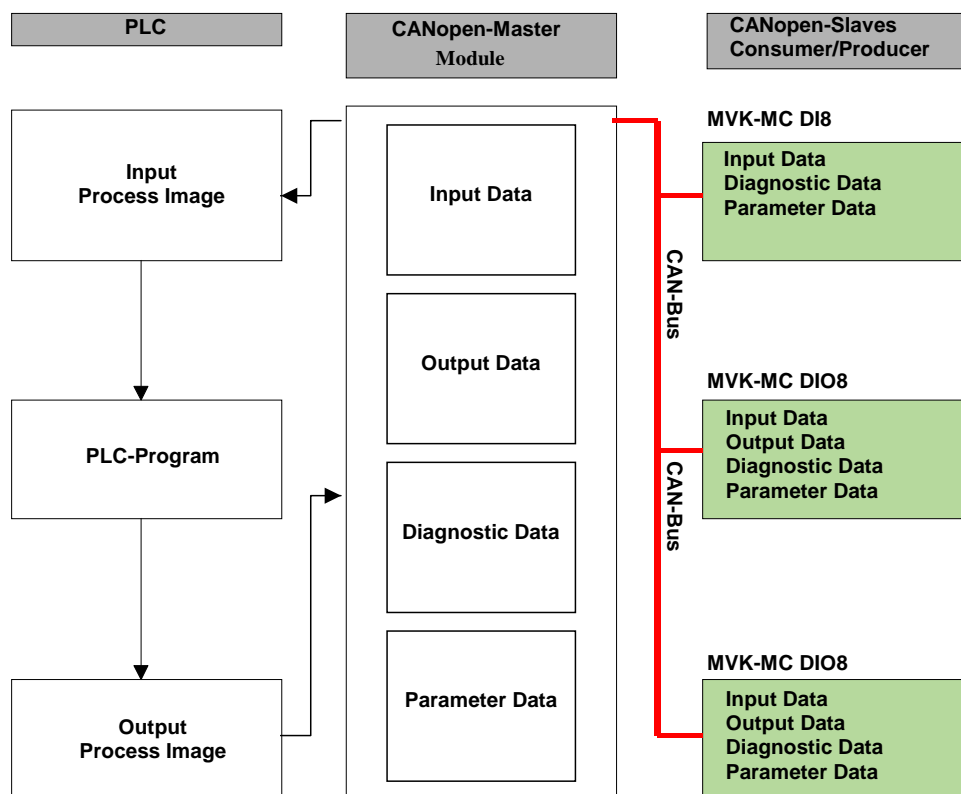 PLC
CANopen-Master
Module
CANopen-Slaves
Consumer/Producer
Input
Process Image
PLC-Program
Output
Process Image
Input Data
Output Data
Diagnostic Data
Parameter Data
CAN-Bus
CAN-Bus
MVK-MC DI8
Input Data
Diagnostic Data
Parameter Data
MVK-MC DIO8
Input Data
Output Data
Diagnostic Data
Parameter Data
MVK-MC DIO8
Input Data
Output Data
Diagnostic Data
Parameter Data